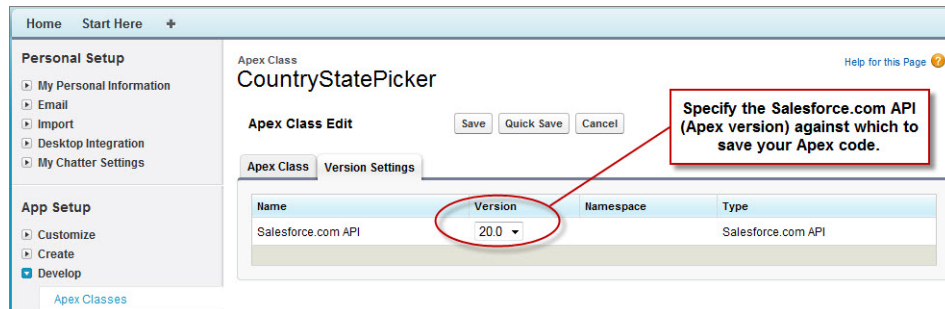 Home Start Here +
Personal Setup
My Personal Information
Email
Import
Desktop Integration
My Chatter Settings
App Setup
Customize
Create
Develop
Apex Classes
Apex Class
CountryStatePicker
Help for this Page ?
Apex Class Edit Save Quick Save Cancel
Specify the Salesforce.com API
(Apex version) against which to
save your Apex code.
Apex Class Version Settings
Name Version Namespace Type
Salesforce.com API 20.0 Salesforce.com API